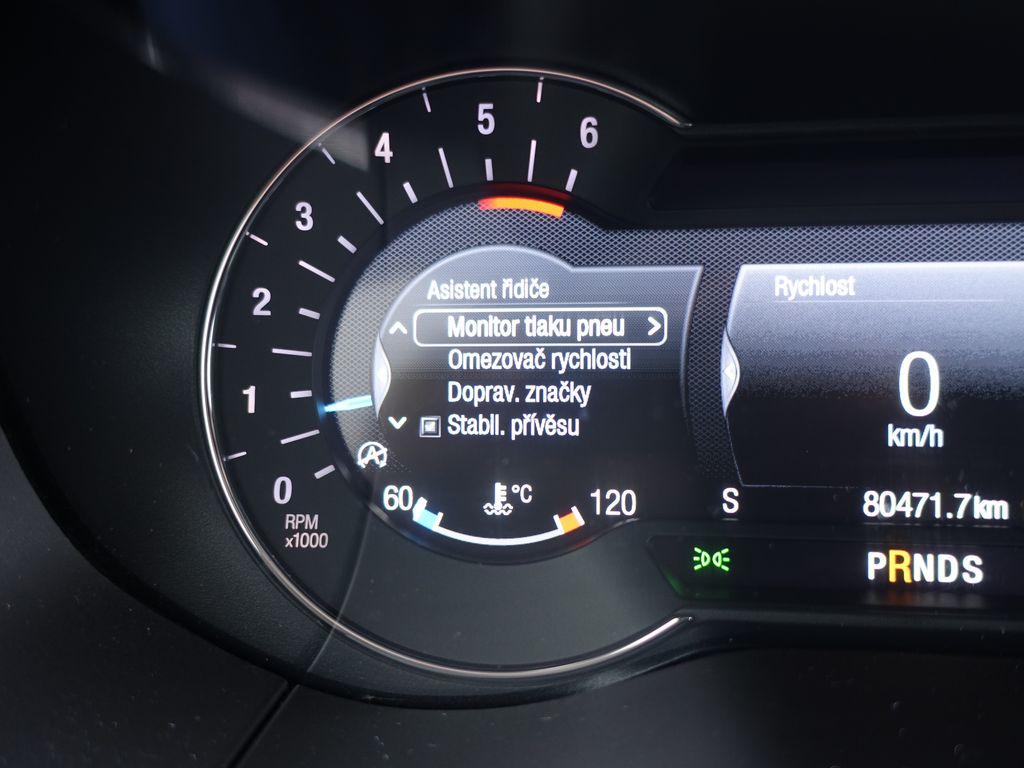 6
5
4
3
2
1
0
RPM
x1000
Asistent řidiče
Monitor tlaku pneu
Omezovač rychlosti
Doprav. značky
Stabil. přívěsu
A
60 °C 120
Rychlost
0
km/h
S 80471.7km
PRNDS